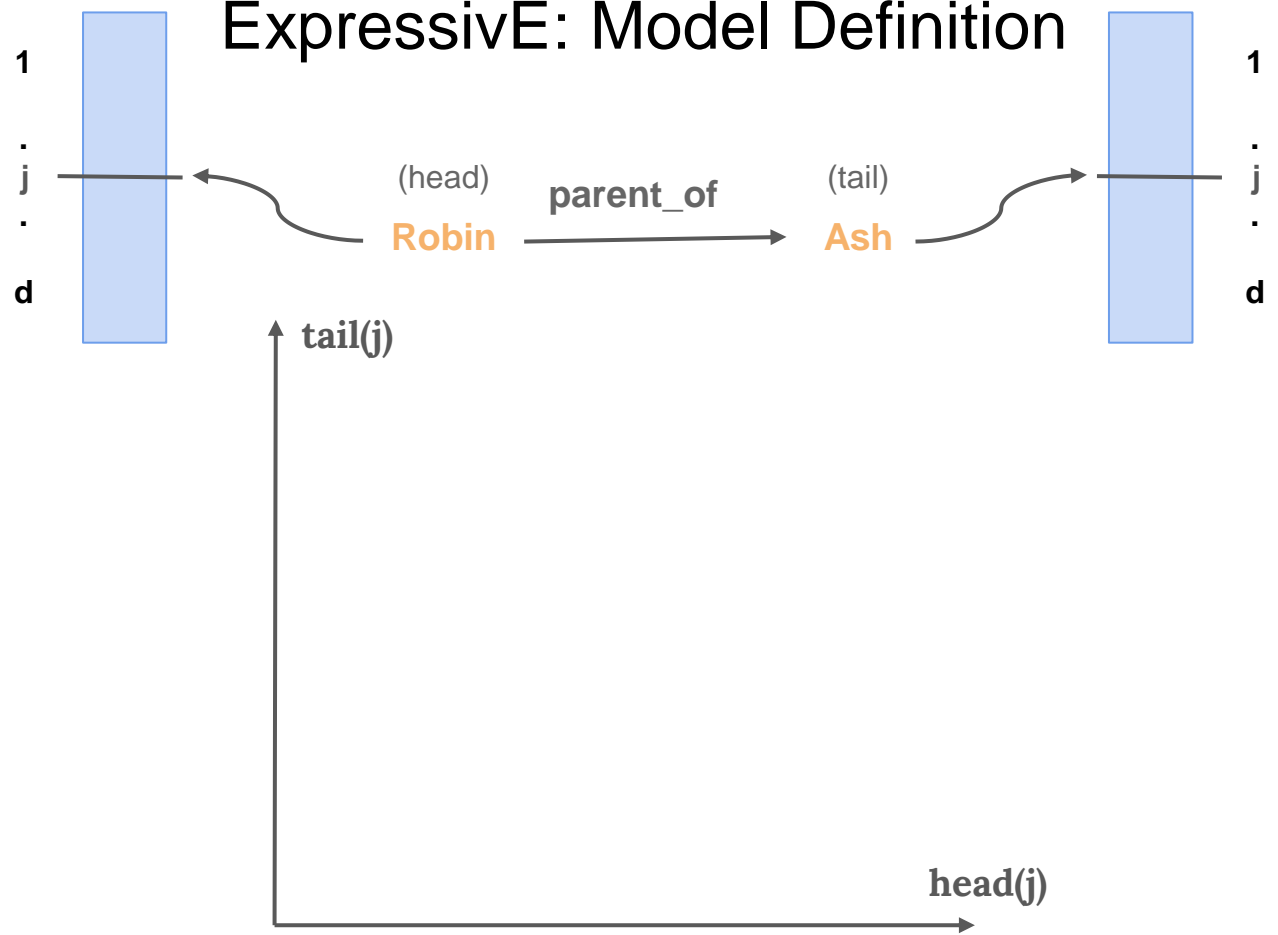 ExpressivE: Model Definition
1
.
j
.
d
(head)
Robin
parent_of
(tail)
Ash
1
.
j
.
d
tail(j)
head(j)